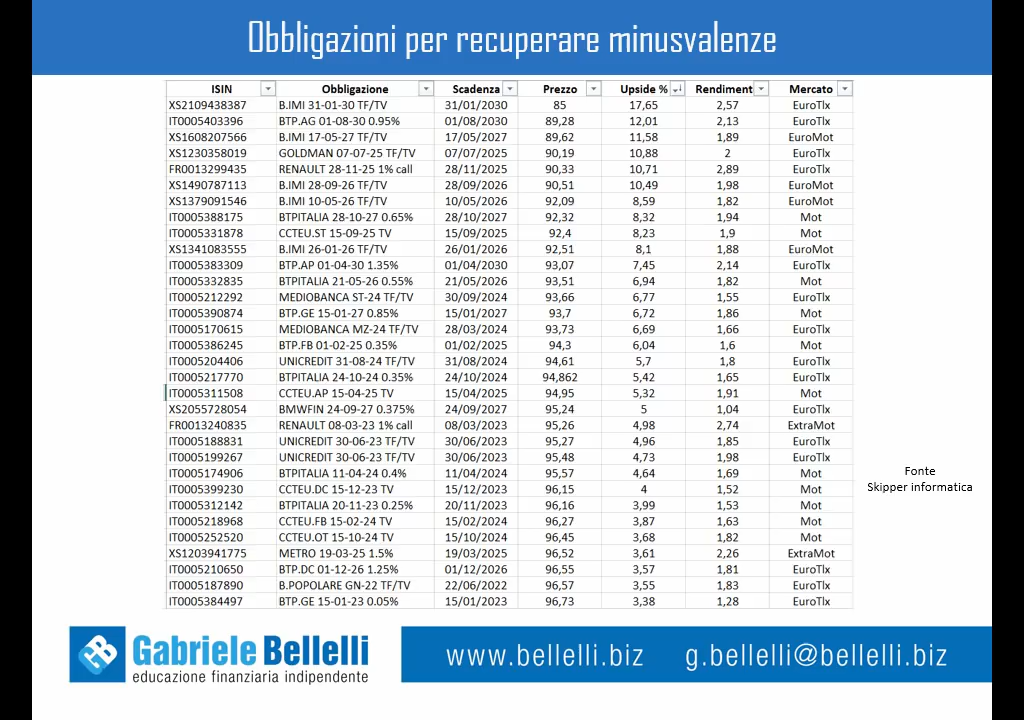 Obbligazioni per recuperare minusvalenze
ISIN Obbligazione Scadenza Prezzo Upside % Rendiment Mercato
XS2109438387 B.IMI 31-01-30 TF/TV 31/01/2030 85 17,65 2,57 EuroTlx
IT0005403396 BTP.AG 01-08-30 0.95% 01/08/2030 89,28 12,01 2,13 EuroTlx
XS1608207566 B.IMI 17-05-27 TF/TV 17/05/2027 89,62 11,58 1,89 EuroMot
XS1230358019 GOLDMAN 07-07-25 TF/TV 07/07/2025 90,19 10,88 2 EuroTlx
FR0013299435 RENAULT 28-11-25 1% call 28/11/2025 90,33 10,71 2,89 EuroTlx
XS1490787113 B.IMI 28-09-26 TF/TV 28/09/2026 90,51 10,49 1,98 EuroMot
XS1379091546 B.IMI 10-05-26 TF/TV 10/05/2026 92,09 8,59 1,82 EuroMot
IT0005388175 BTPITALIA 28-10-27 0.65% 28/10/2027 92,32 8,32 1,94 Mot
IT0005331878 CCTEU.ST 15-09-25 TV 15/09/2025 92,4 8,23 1,9 Mot
XS1341083555 B.IMI 26-01-26 TF/TV 26/01/2026 92,51 8,1 1,88 EuroMot
IT0005383309 BTP.AP 01-04-30 1.35% 01/04/2030 93,07 7,45 2,14 EuroTlx
IT0005332835 BTPITALIA 21-05-26 0.55% 21/05/2026 93,51 6,94 1,82 Mot
IT0005212292 MEDIOBANCA ST-24 TF/TV 30/09/2024 93,66 6,77 1,55 EuroTlx
IT0005390874 BTP.GE 15-01-27 0.85% 15/01/2027 93,7 6,72 1,86 Mot
IT0005170615 MEDIOBANCA MZ-24 TF/TV 28/03/2024 93,73 6,69 1,66 EuroTlx
IT0005386245 BTP.FB 01-02-25 0.35% 01/02/2025 94,3 6,04 1,6 Mot
IT0005204406 UNICREDIT 31-08-24 TF/TV 31/08/2024 94,61 5,7 1,8 EuroTlx
IT0005217770 BTPITALIA 24-10-24 0.35% 24/10/2024 94,862 5,42 1,65 EuroTlx
IT0005311508 CCTEU.AP 15-04-25 TV 15/04/2025 94,95 5,32 1,91 Mot
XS2055728054 BMWFIN 24-09-27 0.375% 24/09/2027 95,24 5 1,04 EuroTlx
FR0013240835 RENAULT 08-03-23 1% call 08/03/2023 95,26 4,98 2,74 ExtraMot
IT0005188831 UNICREDIT 30-06-23 TF/TV 30/06/2023 95,27 4,96 1,85 EuroTlx
IT0005199267 UNICREDIT 30-06-23 TF/TV 30/06/2023 95,48 4,73 1,98 EuroTlx
IT0005174906 BTPITALIA 11-04-24 0.4% 11/04/2024 95,57 4,64 1,69 Mot
IT0005399230 CCTEU.DC 15-12-23 TV 15/12/2023 96,15 4 1,52 Mot
IT0005312142 BTPITALIA 20-11-23 0.25% 20/11/2023 96,16 3,99 1,53 Mot
IT0005218968 CCTEU.FB 15-02-24 TV 15/02/2024 96,27 3,87 1,63 Mot
IT0005252520 CCTEU.OT 15-10-24 TV 15/10/2024 96,45 3,68 1,82 Mot
XS1203941775 METRO 19-03-25 1.5% 19/03/2025 96,52 3,61 2,26 ExtraMot
IT0005210650 BTP.DC 01-12-26 1.25% 01/12/2026 96,55 3,57 1,81 EuroTlx
IT0005187890 B.POPOLARE GN-22 TF/TV 22/06/2022 96,57 3,55 1,83 EuroTlx
IT0005384497 BTP.GE 15-01-23 0.05% 15/01/2023 96,73 3,38 1,28 EuroTlx
Fonte
Skipper informatica
Gabriele Bellelli
educazione finanziaria indipendente
www.bellelli.biz g.bellelli@bellelli.biz